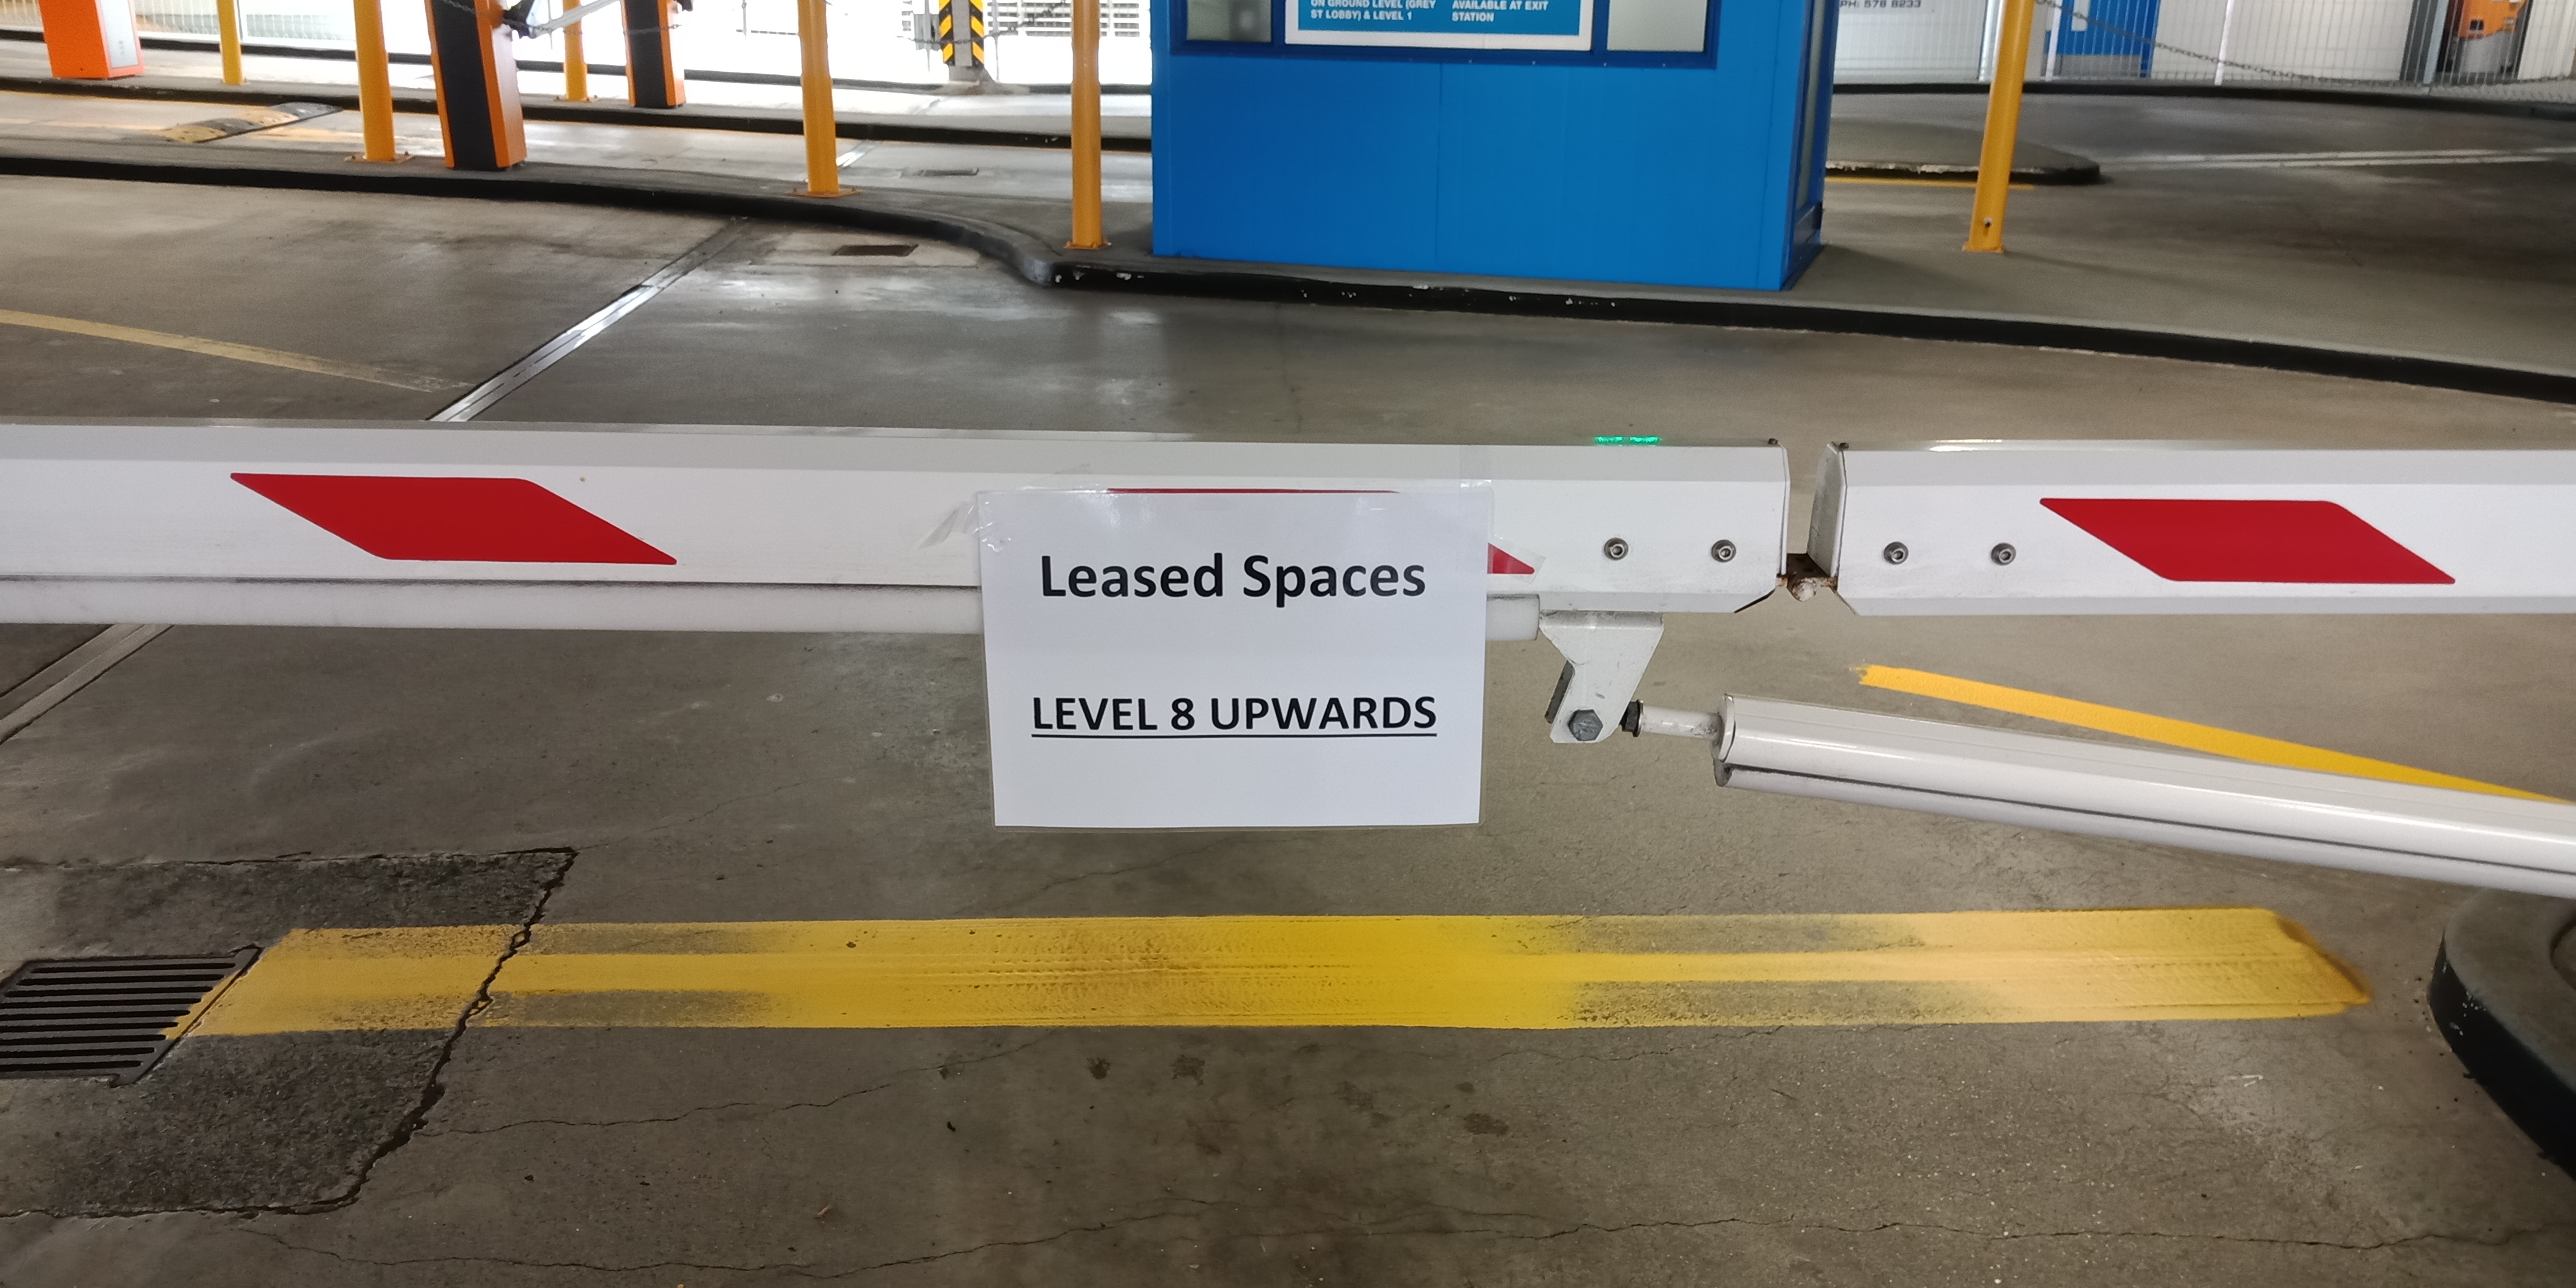 ON GROUND LEVEL (GREY
ST LOBBY) & LEVEL 1
AVAILABLE AT EXIT
STATION
PH: 578 8233
Leased Spaces
LEVEL 8 UPWARDS